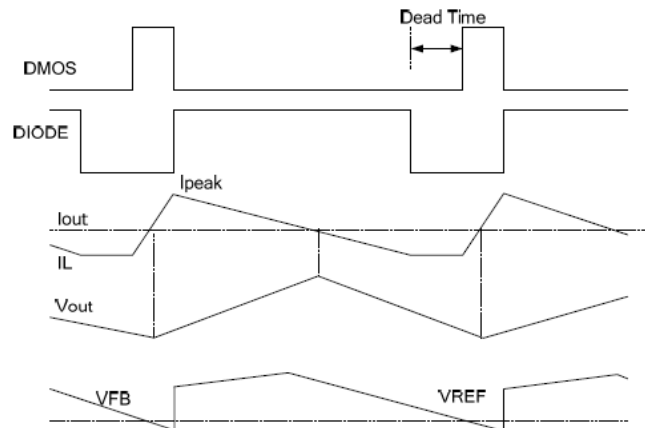 Dead Time
DMOS
DIODE
Ipeak
Iout
IL
Vout
VFB
VREF